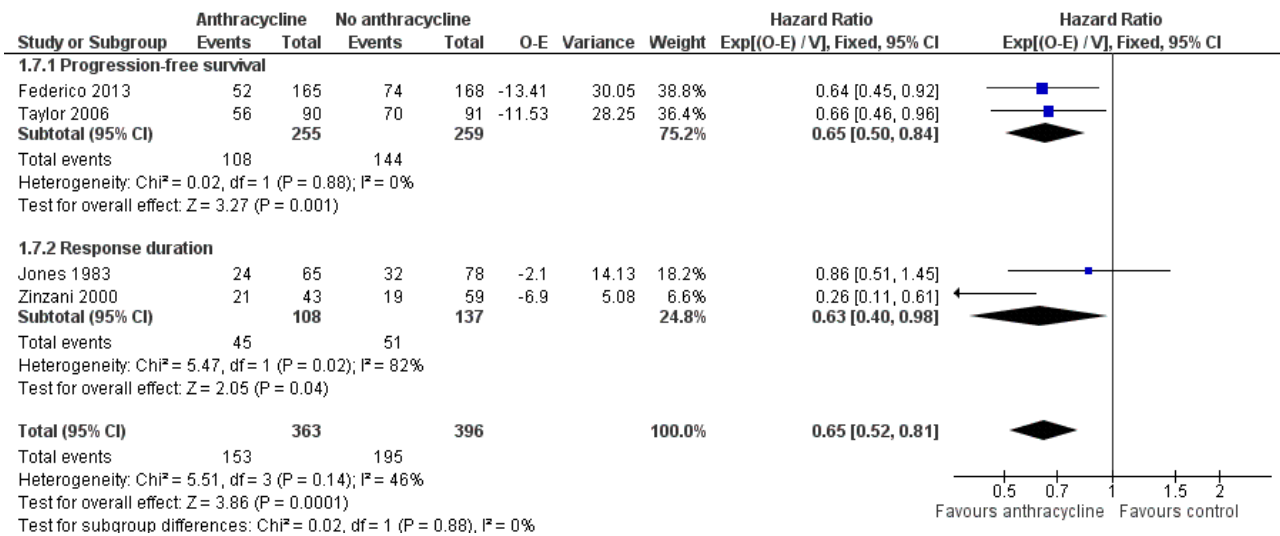 Anthracycline No anthracycline Hazard Ratio Hazard Ratio
Study or Subgroup Events Total Events Total O-E Variance Weight Exp[(O-E) / V], Fixed, 95% CI Exp[(O-E) / V], Fixed, 95% CI
1.7.1 Progression-free survival
Federico 2013 52 165 74 168 -13.41 30.05 38.8% 0.64 [0.45, 0.92]
Taylor 2006 56 90 70 91 -11.53 28.25 36.4% 0.66 [0.46, 0.96]
Subtotal (95% CI) 255 259 75.2% 0.65 [0.50, 0.84]
Total events 108 144
Heterogeneity: Chi² = 0.02, df = 1 (P = 0.88); I² = 0%
Test for overall effect: Z = 3.27 (P = 0.001)
1.7.2 Response duration
Jones 1983 24 65 32 78 -2.1 14.13 18.2% 0.86 [0.51, 1.45]
Zinzani 2000 21 43 19 59 -6.9 5.08 6.6% 0.26 [0.11, 0.61]
Subtotal (95% CI) 108 137 24.8% 0.63 [0.40, 0.98]
Total events 45 51
Heterogeneity: Chi² = 5.47, df = 1 (P = 0.02); I² = 82%
Test for overall effect: Z = 2.05 (P = 0.04)
Total (95% CI) 363 396 100.0% 0.65 [0.52, 0.81]
Total events 153 195
Heterogeneity: Chi² = 5.51, df = 3 (P = 0.14); I² = 46%
Test for overall effect: Z = 3.86 (P = 0.0001)
Test for subgroup differences: Chi² = 0.02, df = 1 (P = 0.88), I² = 0%
0.5 0.7 1 1.5 2
Favours anthracycline Favours control